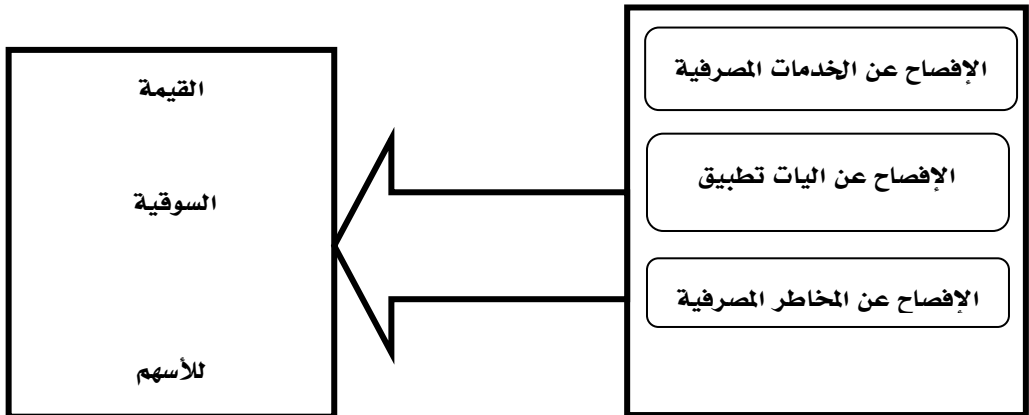 الإفصاح عن الخدمات المصرفية
الإفصاح عن اليات تطبيق
الإفصاح عن المخاطر المصرفية
القيمة
السوقية
للأسهم